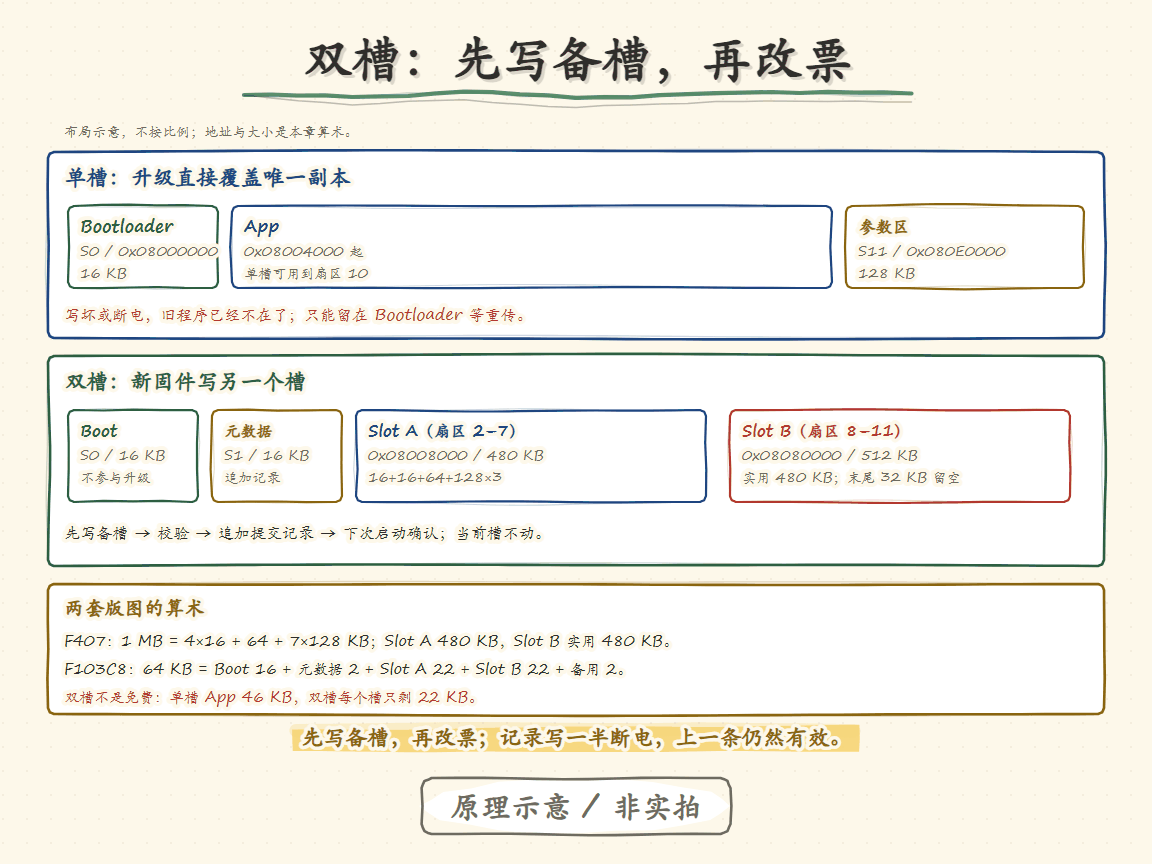 双槽：先写备槽，再改票
布局示意，不按比例；地址与大小是本章算术。
单槽：升级直接覆盖唯一副本
Bootloader
S0 / 0x08000000
16 KB
App
0x08004000 起
单槽可用到扇区 10
参数区
S11 / 0x080E0000
128 KB
写坏或断电，旧程序已经不在了；只能留在 Bootloader 等重传。
双槽：新固件写另一个槽
Boot
S0 / 16 KB
不参与升级
元数据
S1 / 16 KB
追加记录
Slot A（扇区 2–7）
0x08008000 / 480 KB
16+16+64+128×3
Slot B（扇区 8–11）
0x08080000 / 512 KB
实用 480 KB；末尾 32 KB 留空
先写备槽 → 校验 → 追加提交记录 → 下次启动确认；当前槽不动。
两套版图的算术
F407：1 MB = 4×16 + 64 + 7×128 KB；Slot A 480 KB，Slot B 实用 480 KB。
F103C8：64 KB = Boot 16 + 元数据 2 + Slot A 22 + Slot B 22 + 备用 2。
双槽不是免费：单槽 App 46 KB，双槽每个槽只剩 22 KB。
先写备槽，再改票；记录写一半断电，上一条仍然有效。
原理示意 / 非实拍